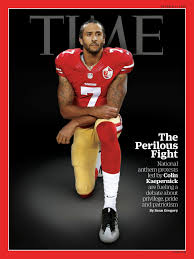 TIME
7
The
Perilous
Fight
National
anthem protests
led by Colin
Kaepernick
are fueling a
debate about
privilege, pride
and patriotism
By Sean Gregory